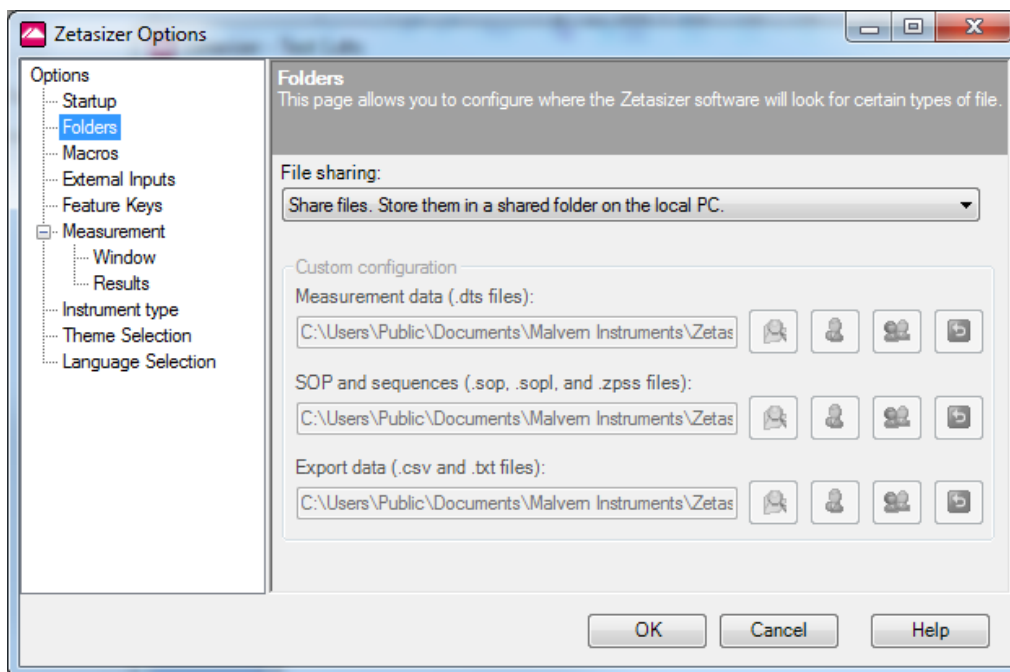 Zetasizer Options
Options
Startup
Folders
Macros
External Inputs
Feature Keys
Measurement
Window
Results
Instrument type
Theme Selection
Language Selection
Folders
This page allows you to configure where the Zetasizer software will look for certain types of file.
File sharing:
Share files. Store them in a shared folder on the local PC.
Custom configuration
Measurement data (.dts files):
C:\Users\Public\Documents\Malvern Instruments\Zetas
SOP and sequences (.sop, .sopl, and .zpss files):
C:\Users\Public\Documents\Malvern Instruments\Zetas
Export data (.csv and .txt files):
C:\Users\Public\Documents\Malvern Instruments\Zetas
OK Cancel Help